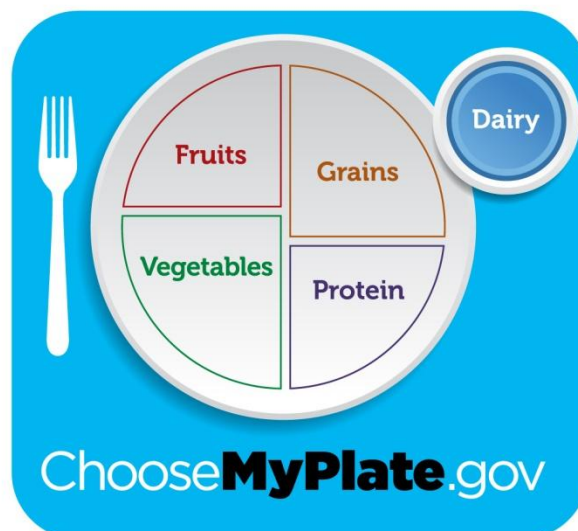 Fruits
Grains
Dairy
Vegetables
Protein
ChooseMyPlate.gov